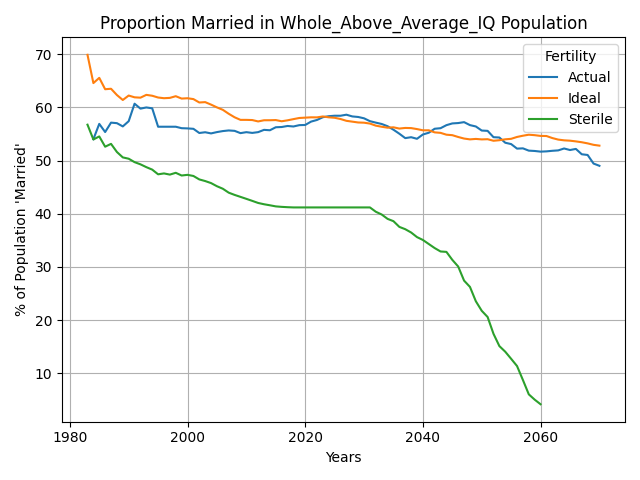 Proportion Married in Whole_Above_Average_IQ Population
% of Population 'Married'
70
60
50
40
30
20
10
Fertility
Actual
Ideal
Sterile
1980
2000
2020
2040
2060
Years